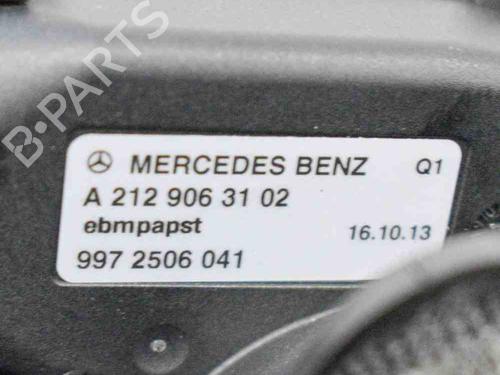 B-PARTS
MERCEDES BENZ Q1
A 212 906 31 02
ebmpapst 16.10.13
997 2506 041